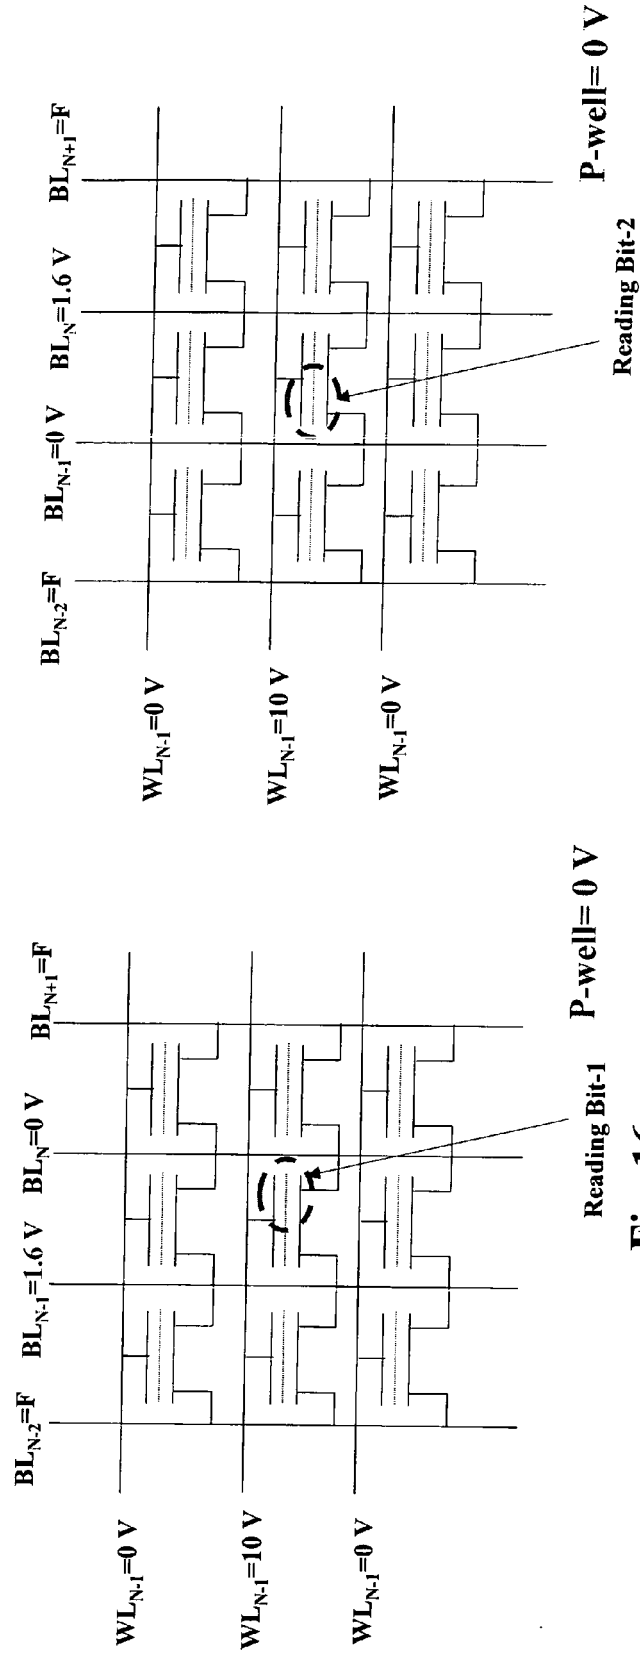 BL_{N-2}=F
BL_{N-1}=1.6 V
BL_N=0 V
BL_{N+1}=F
WL_{N-1}=0 V
WL_{N-1}=10 V
WL_{N-1}=0 V
Reading Bit-1
P-well= 0 V
BL_{N-2}=F
BL_{N-1}=0 V
BL_N=1.6 V
BL_{N+1}=F
WL_{N-1}=0 V
WL_{N-1}=10 V
WL_{N-1}=0 V
Reading Bit-2
P-well= 0 V